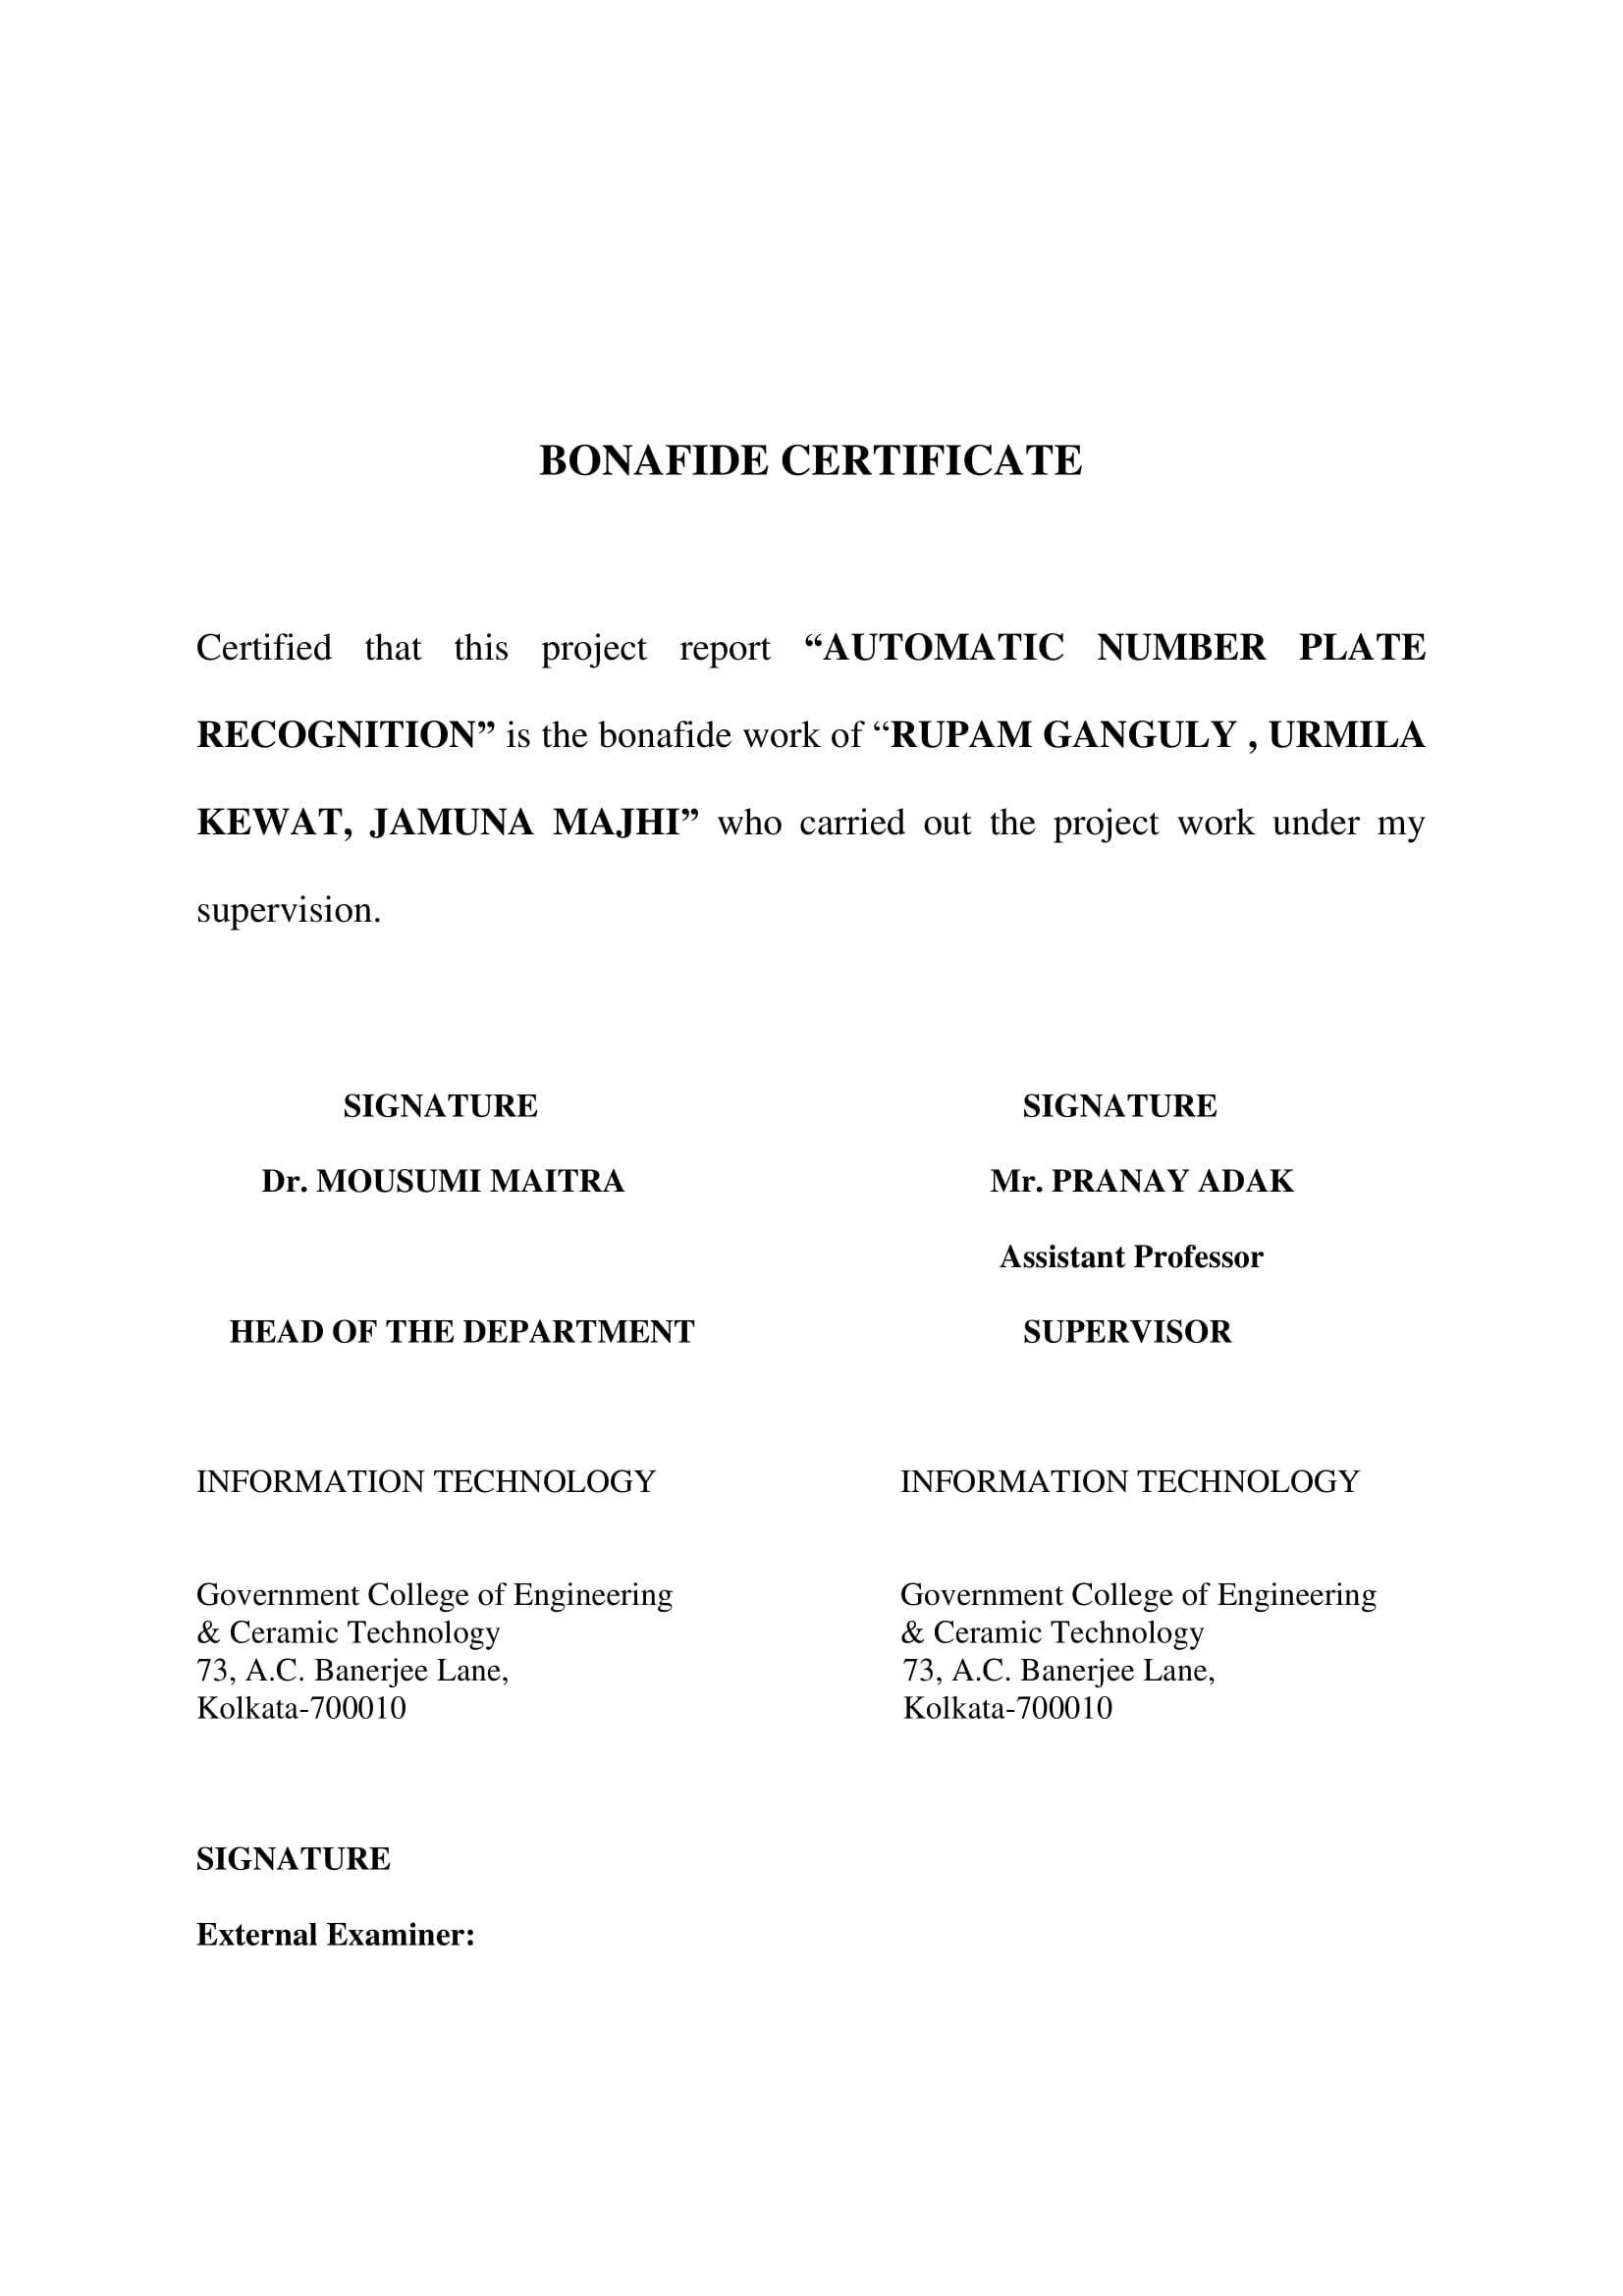 BONAFIDE CERTIFICATE
Certified that this project report “AUTOMATIC NUMBER PLATE
RECOGNITION” is the bonafide work of “RUPAM GANGULY , URMILA
KEWAT, JAMUNA MAJHI” who carried out the project work under my
supervision.
SIGNATURE
Dr. MOUSUMI MAITRA
HEAD OF THE DEPARTMENT
INFORMATION TECHNOLOGY
Government College of Engineering
& Ceramic Technology
73, A.C. Banerjee Lane,
Kolkata-700010
SIGNATURE
Mr. PRANAY ADAK
Assistant Professor
SUPERVISOR
INFORMATION TECHNOLOGY
Government College of Engineering
& Ceramic Technology
73, A.C. Banerjee Lane,
Kolkata-700010
SIGNATURE
External Examiner: